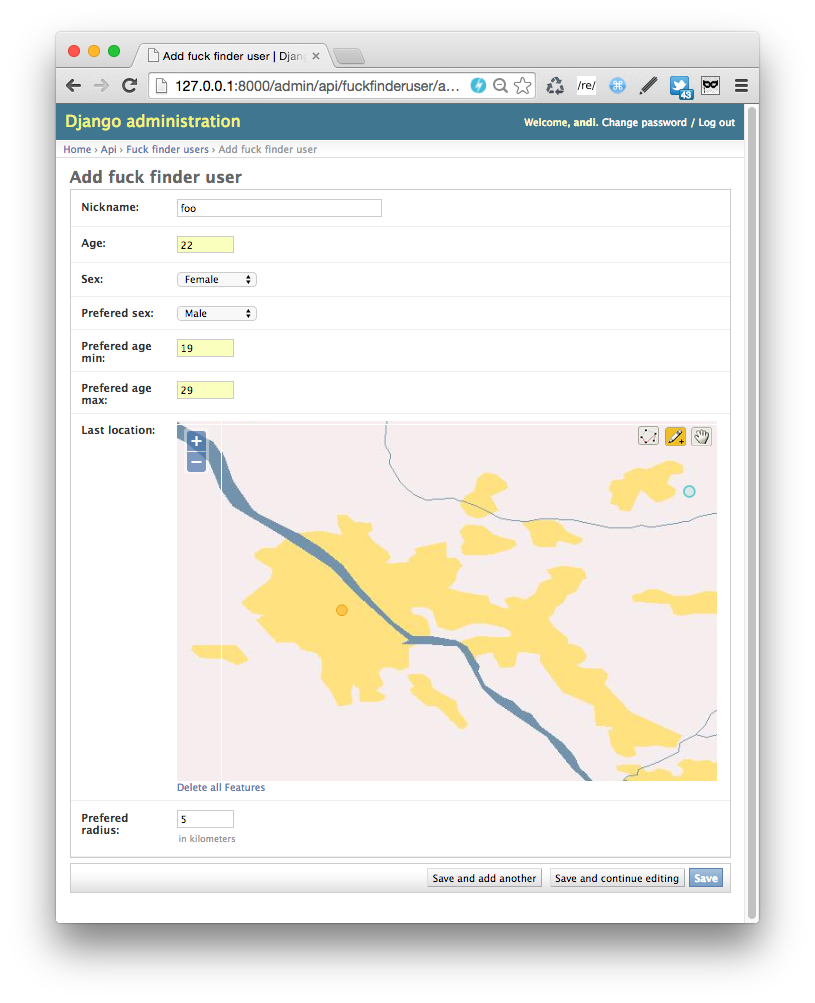 Add fuck finder user | Djan
127.0.0.1:8000/admin/api/fuckfinderuser/a...
/re/
43
Django administration
Welcome, andi. Change password / Log out
Home › Api › Fuck finder users › Add fuck finder user
Add fuck finder user
Nickname:
foo
Age:
22
Sex:
Female
Prefered sex:
Male
Prefered age
min:
19
Prefered age
max:
29
Last location:
+
−
Delete all Features
Prefered
radius:
5
in kilometers
Save and add another
Save and continue editing
Save